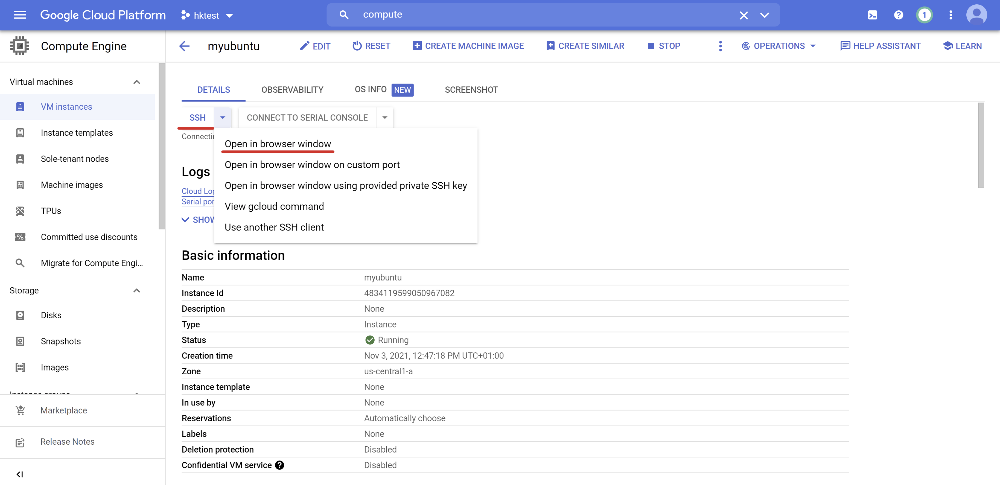 Google Cloud Platform
hktest
compute
1
Compute Engine
myubuntu
EDIT
RESET
CREATE MACHINE IMAGE
CREATE SIMILAR
STOP
OPERATIONS
HELP ASSISTANT
LEARN
Virtual machines
VM instances
Instance templates
Sole-tenant nodes
Machine images
TPUs
Committed use discounts
Migrate for Compute Engi...
Storage
Disks
Snapshots
Images
Marketplace
Release Notes
DETAILS
OBSERVABILITY
OS INFO NEW
SCREENSHOT
SSH
CONNECT TO SERIAL CONSOLE
Open in browser window
Open in browser window on custom port
Open in browser window using provided private SSH key
View gcloud command
Use another SSH client
Logs
Cloud
Serial
Basic information
Name myubuntu
Instance Id 4834119599050967082
Description None
Type Instance
Status Running
Creation time Nov 3, 2021, 12:47:18 PM UTC+01:00
Zone us-central1-a
Instance template None
In use by None
Reservations Automatically choose
Labels None
Deletion protection Disabled
Confidential VM service ? Disabled